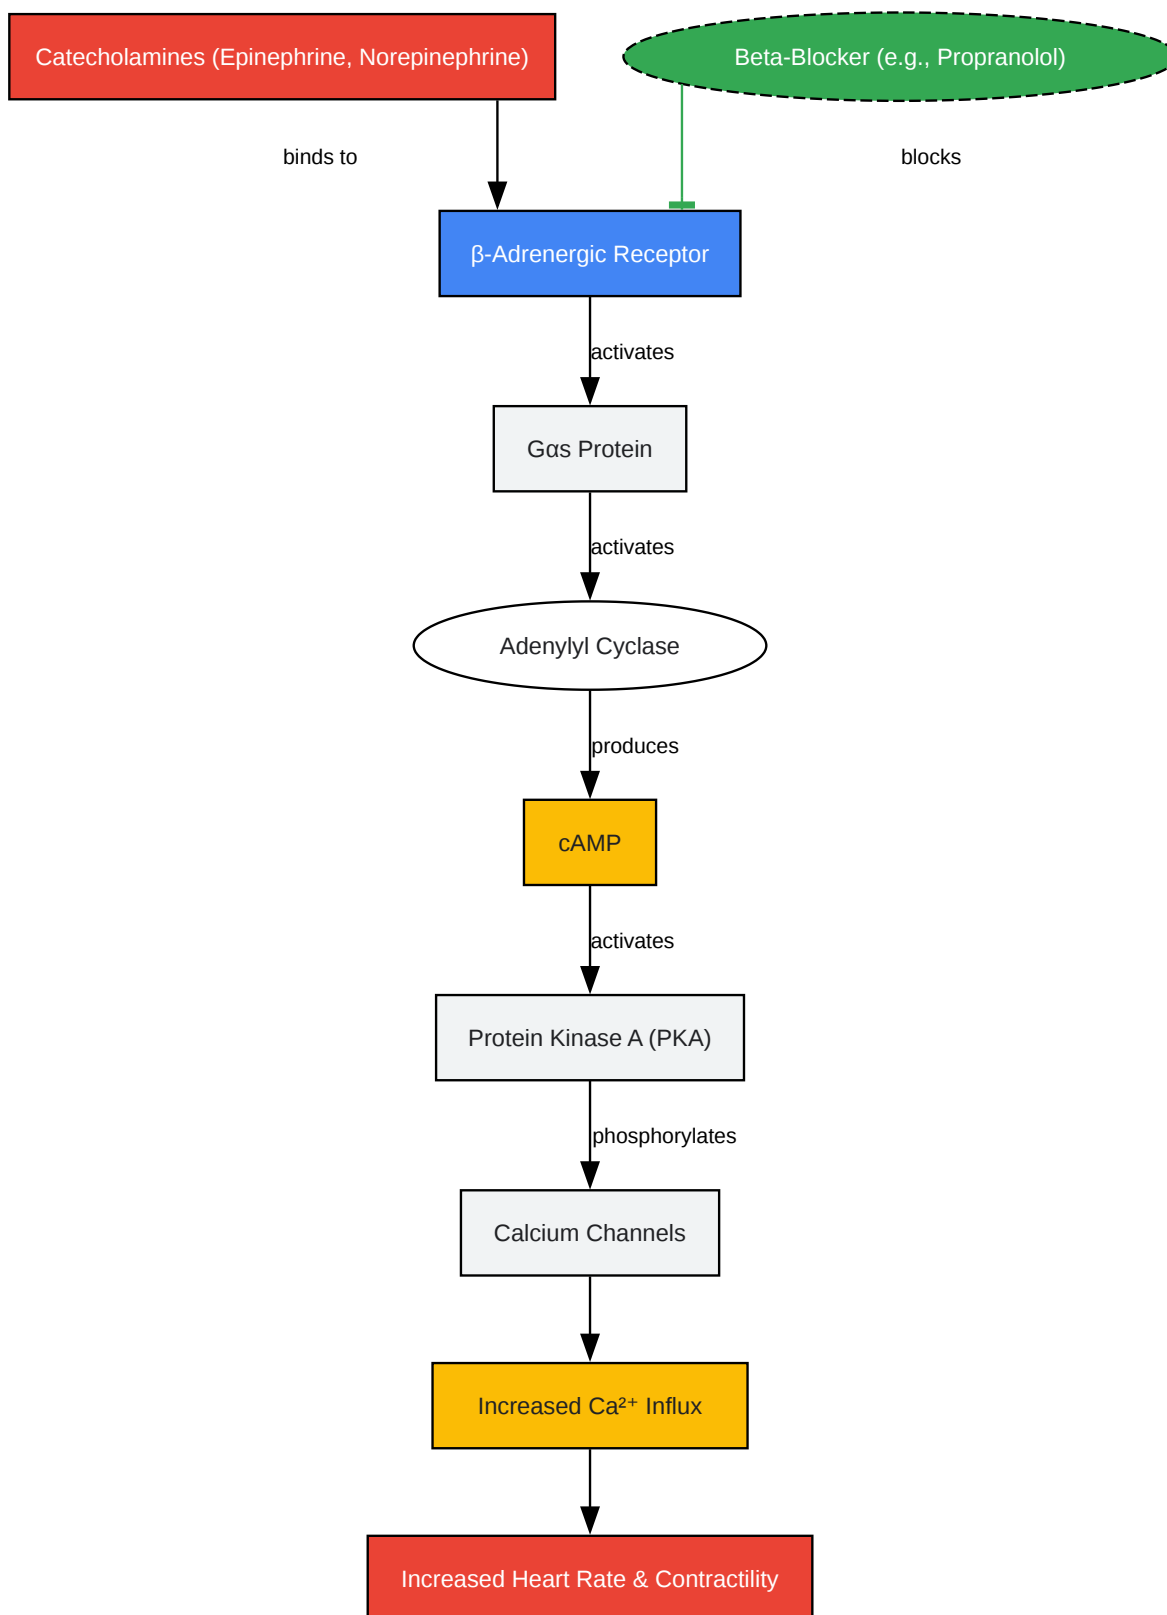 Catecholamines (Epinephrine, Norepinephrine)
Beta-Blocker (e.g., Propranolol)
binds to
blocks
β-Adrenergic Receptor
activates
Gαs Protein
activates
Adenylyl Cyclase
produces
cAMP
activates
Protein Kinase A (PKA)
phosphorylates
Calcium Channels
Increased Ca²⁺ Influx
Increased Heart Rate & Contractility